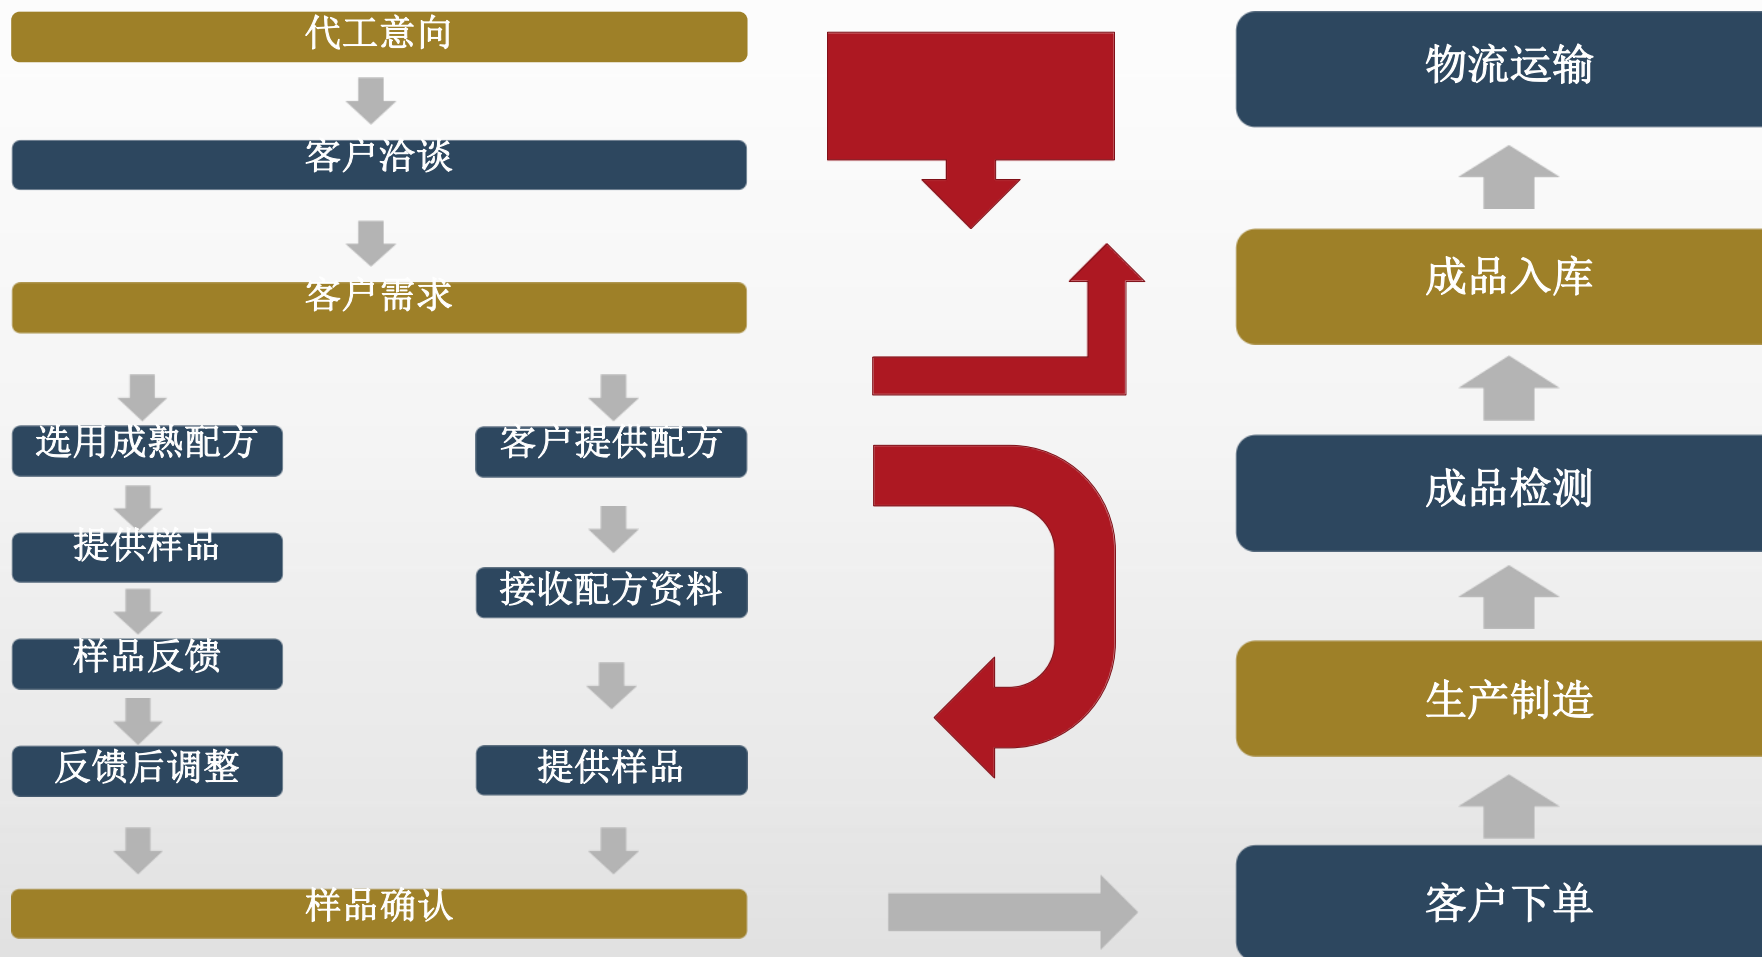 代工意向
客户洽谈
客户需求
选用成熟配方
提供样品
样品反馈
反馈后调整
客户提供配方
接收配方资料
提供样品
样品确认
客户下单
生产制造
成品检测
成品入库
物流运输